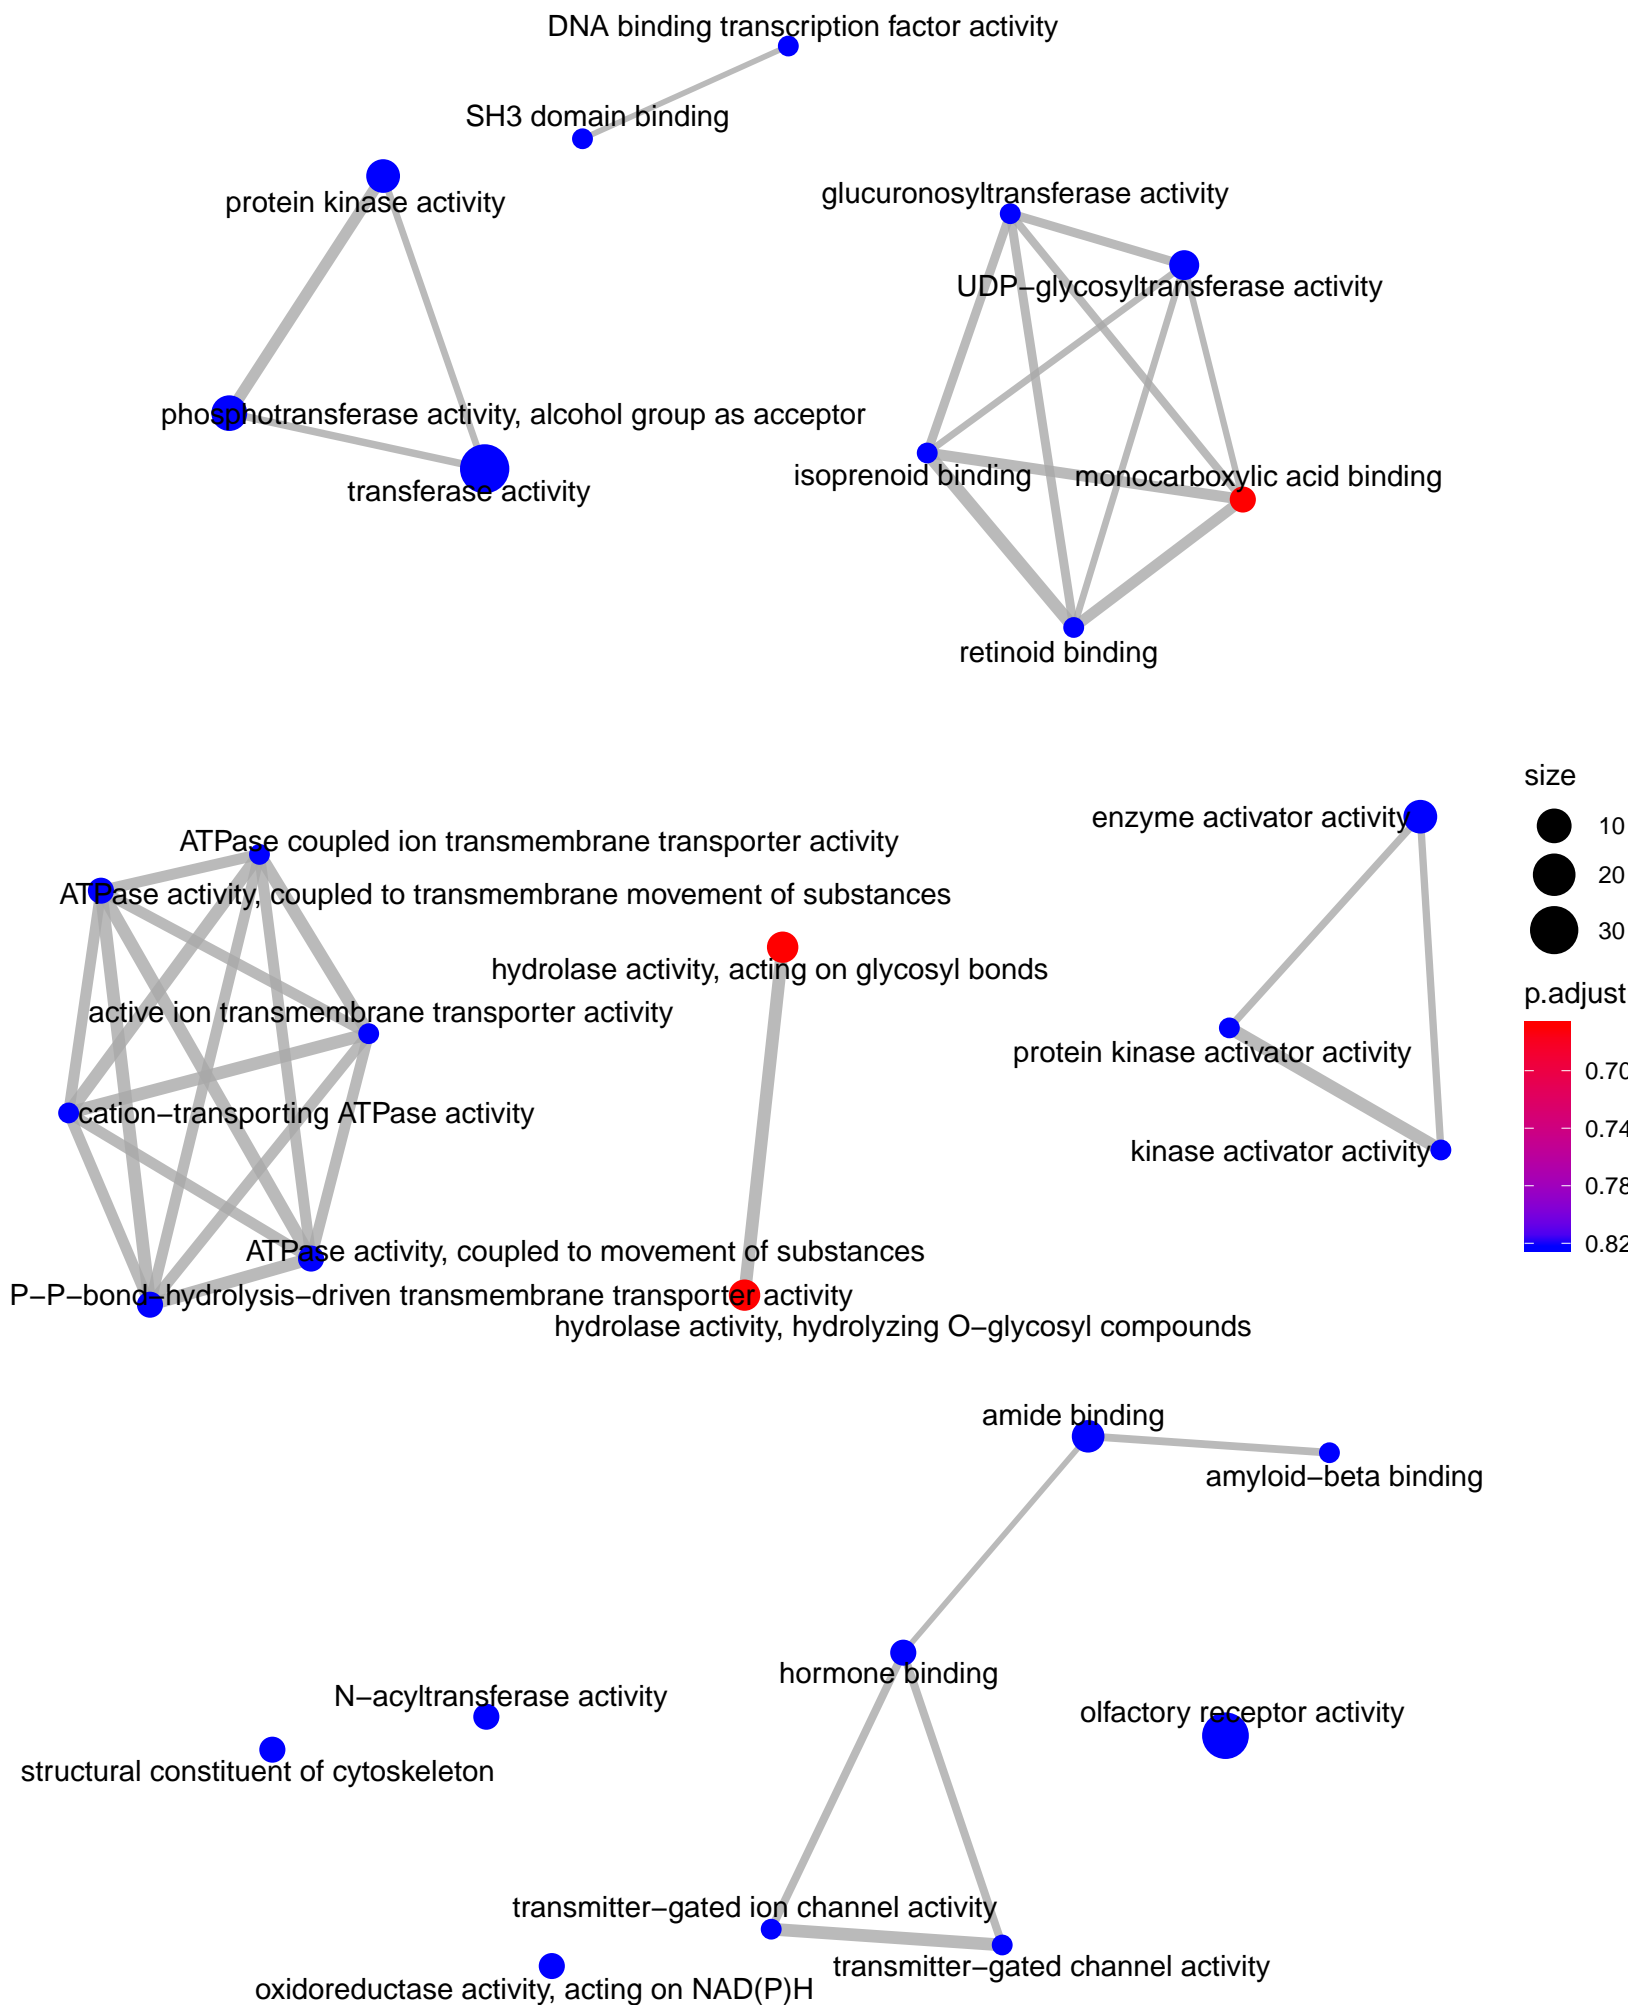 DNA binding transcription factor activity
SH3 domain binding
protein kinase activity
glucuronosyltransferase activity
UDP−glycosyltransferase activity
phosphotransferase activity, alcohol group as acceptor
isoprenoid binding
monocarboxylic acid binding
transferase activity
retinoid binding
size
10
20
30
p.adjust
0.70
0.74
0.78
0.82
enzyme activator activity
ATPase coupled ion transmembrane transporter activity
ATPase activity, coupled to transmembrane movement of substances
hydrolase activity, acting on glycosyl bonds
active ion transmembrane transporter activity
protein kinase activator activity
cation−transporting ATPase activity
kinase activator activity
ATPase activity, coupled to movement of substances
P−P−bond−hydrolysis−driven transmembrane transporter activity
hydrolase activity, hydrolyzing O−glycosyl compounds
amide binding
amyloid−beta binding
hormone binding
N−acyltransferase activity
olfactory receptor activity
structural constituent of cytoskeleton
transmitter−gated ion channel activity
transmitter−gated channel activity
oxidoreductase activity, acting on NAD(P)H